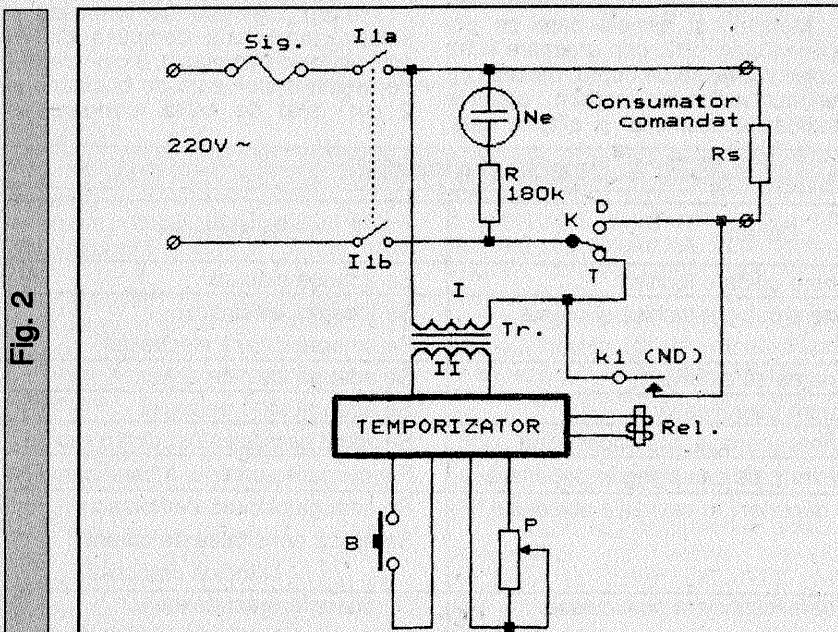 Fig. 2
Sig.
I1a
Ne
Consumator
comandat
Rs
220V ~
R
180k
K
D
T
I1b
I
Tr.
II
k1 (ND)
TEMPORIZATOR
Rel.
B
P